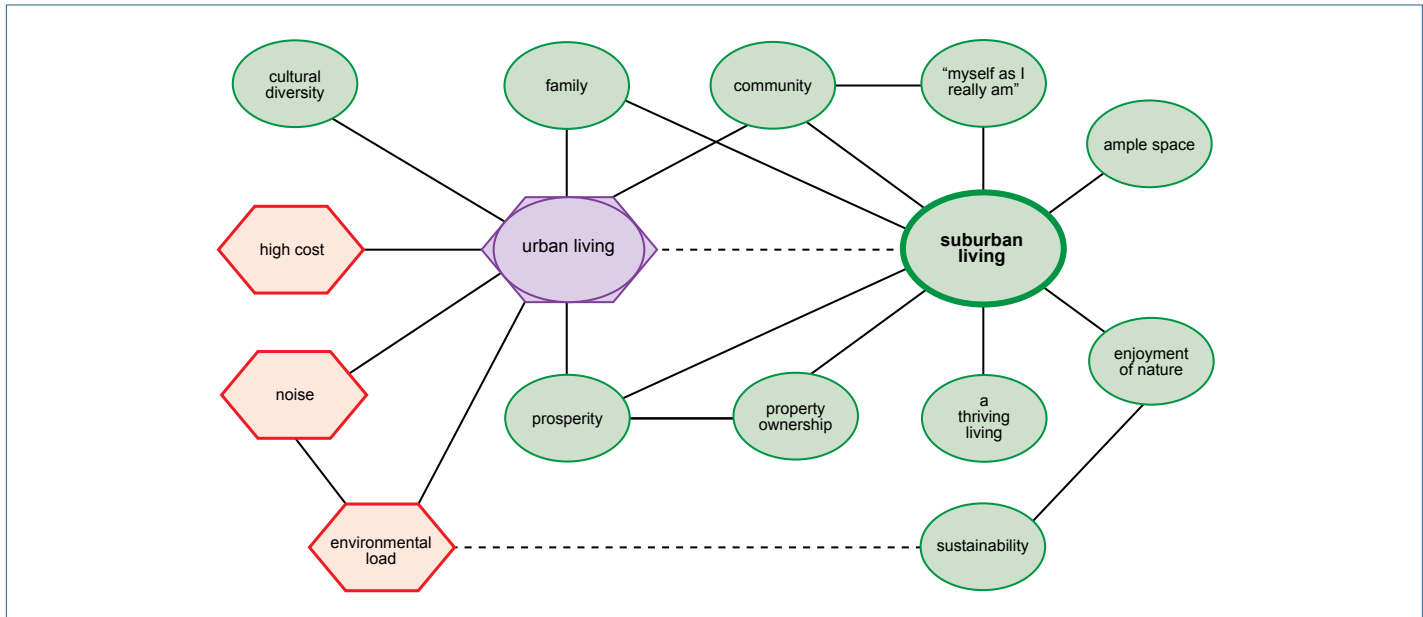 cultural
diversity
family
community
“myself as I
really am”
ample space
high cost
urban living
suburban
living
noise
prosperity
property
ownership
a
thriving
living
enjoyment
of nature
environmental
load
sustainability